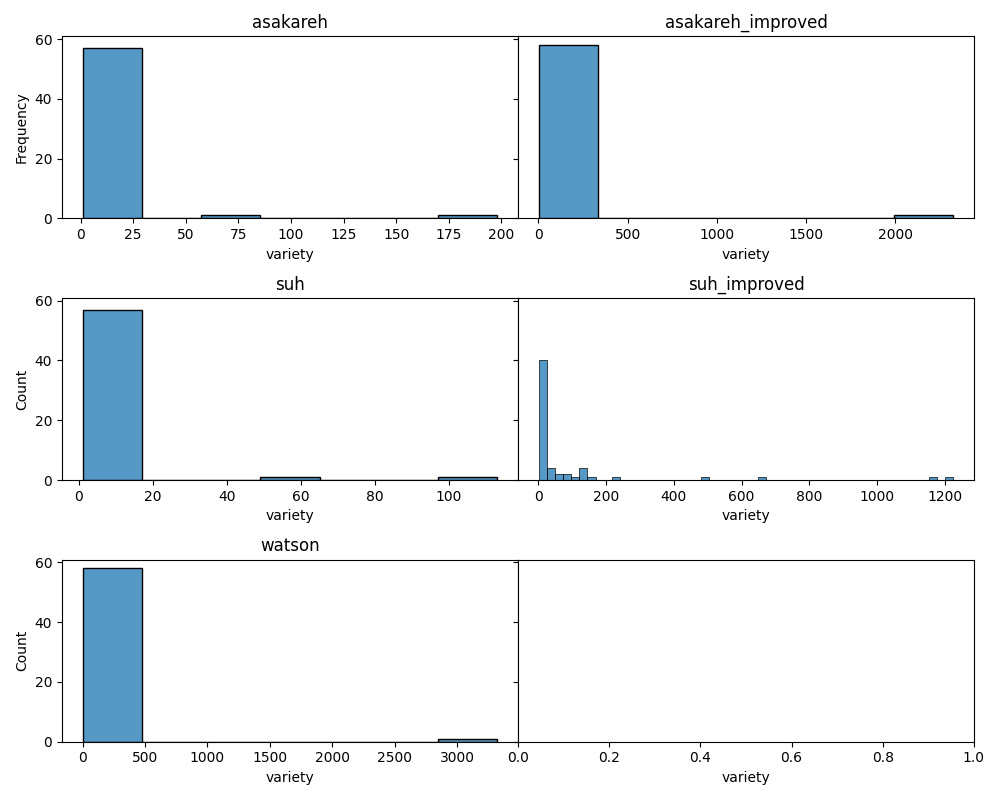 asakareh
asakareh_improved
Frequency
60
40
20
0
0 25 50 75 100 125 150 175 200
0 500 1000 1500 2000
variety
variety
suh
suh_improved
Count
60
40
20
0
0 20 40 60 80 100
0 200 400 600 800 1000 1200
variety
variety
watson
Count
60
40
20
0
0 500 1000 1500 2000 2500 3000
0.0 0.2 0.4 0.6 0.8 1.0
variety
variety